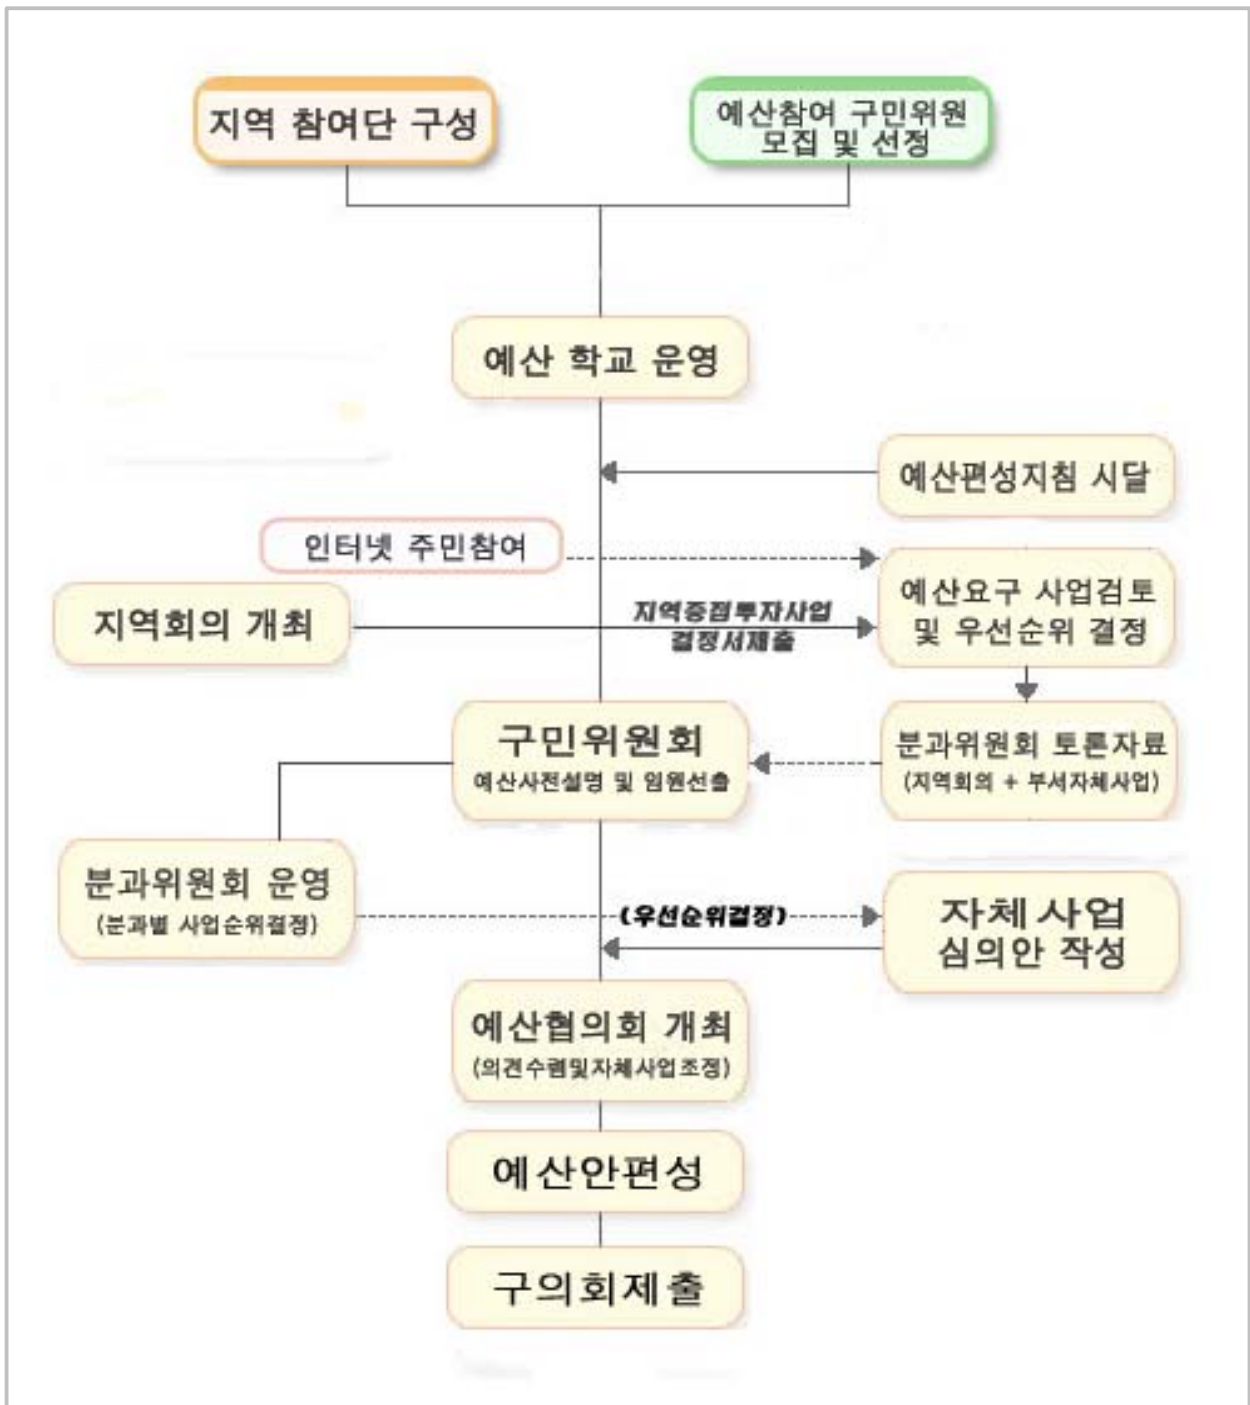 지역 참여단 구성
예산참여 구민위원
모집 및 선정
예산 학교 운영
예산편성지침 시달
인터넷 주민참여
예산요구 사업검토
및 우선순위 결정
지역회의 개최
지역중점투자사업
결정서제출
구민위원회
예산사전설명 및 임원선출
분과위원회 토론자료
(지역회의 + 부서자체사업)
분과위원회 운영
(분과별 사업순위결정)
(우선순위결정)
자체사업
심의안 작성
예산협의회 개최
(의견수렴및자체사업조정)
예산안편성
구의회제출